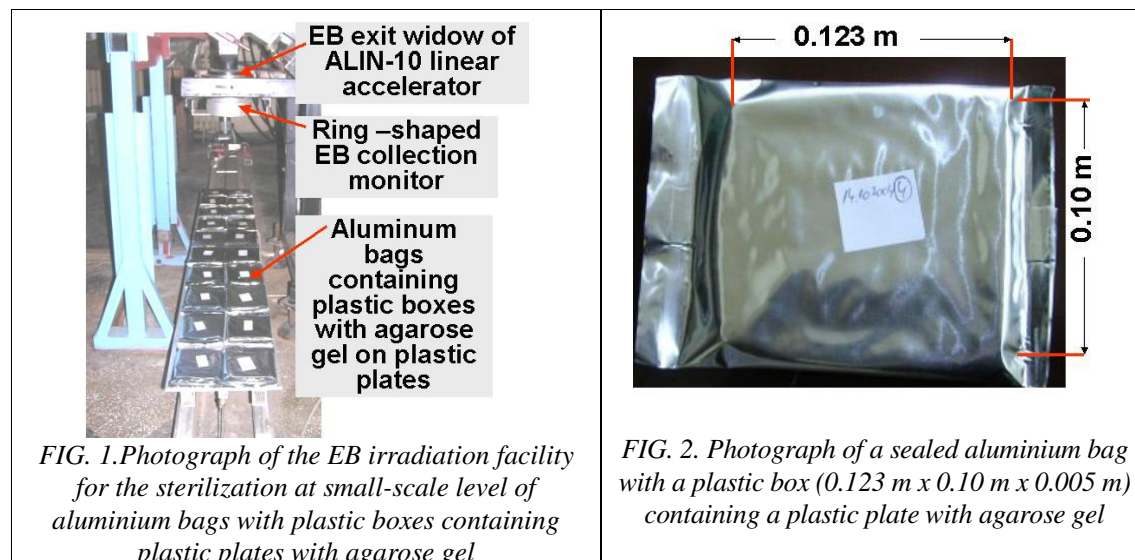 EB exit widow of
ALIN-10 linear
accelerator
Ring –shaped
EB collection
monitor
Aluminum
bags
containing
plastic boxes
with agarose
gel on plastic
plates
FIG. 1.Photograph of the EB irradiation facility
for the sterilization at small-scale level of
aluminium bags with plastic boxes containing
plastic plates with agarose gel
0.123 m
14.10.2004 4
0.10 m
FIG. 2. Photograph of a sealed aluminium bag
with a plastic box (0.123 m x 0.10 m x 0.005 m)
containing a plastic plate with agarose gel